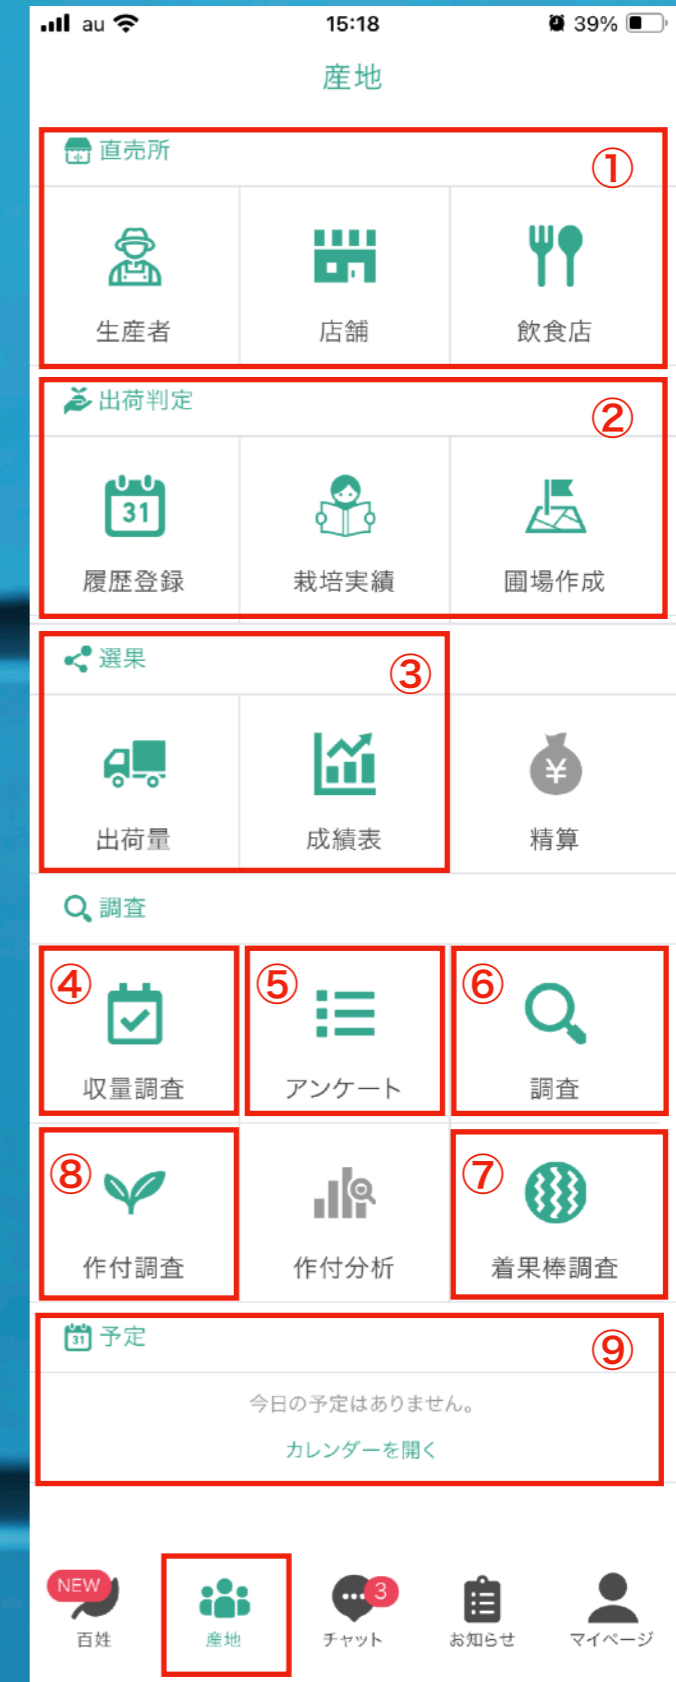 au 15:18 39%
産地
直売所
①
生産者 店舗 飲食店
出荷判定
②
31
履歴登録 栽培実績 圃場作成
選果
③
¥
出荷量 成績表 精算
調査
④ ⑤ ⑥
収量調査 アンケート 調査
⑧ ⑦
作付調査 作付分析 着果棒調査
31 予定
⑨
今日の予定はありません。
カレンダーを開く
NEW 3
百姓 産地 チャット お知らせ マイページ